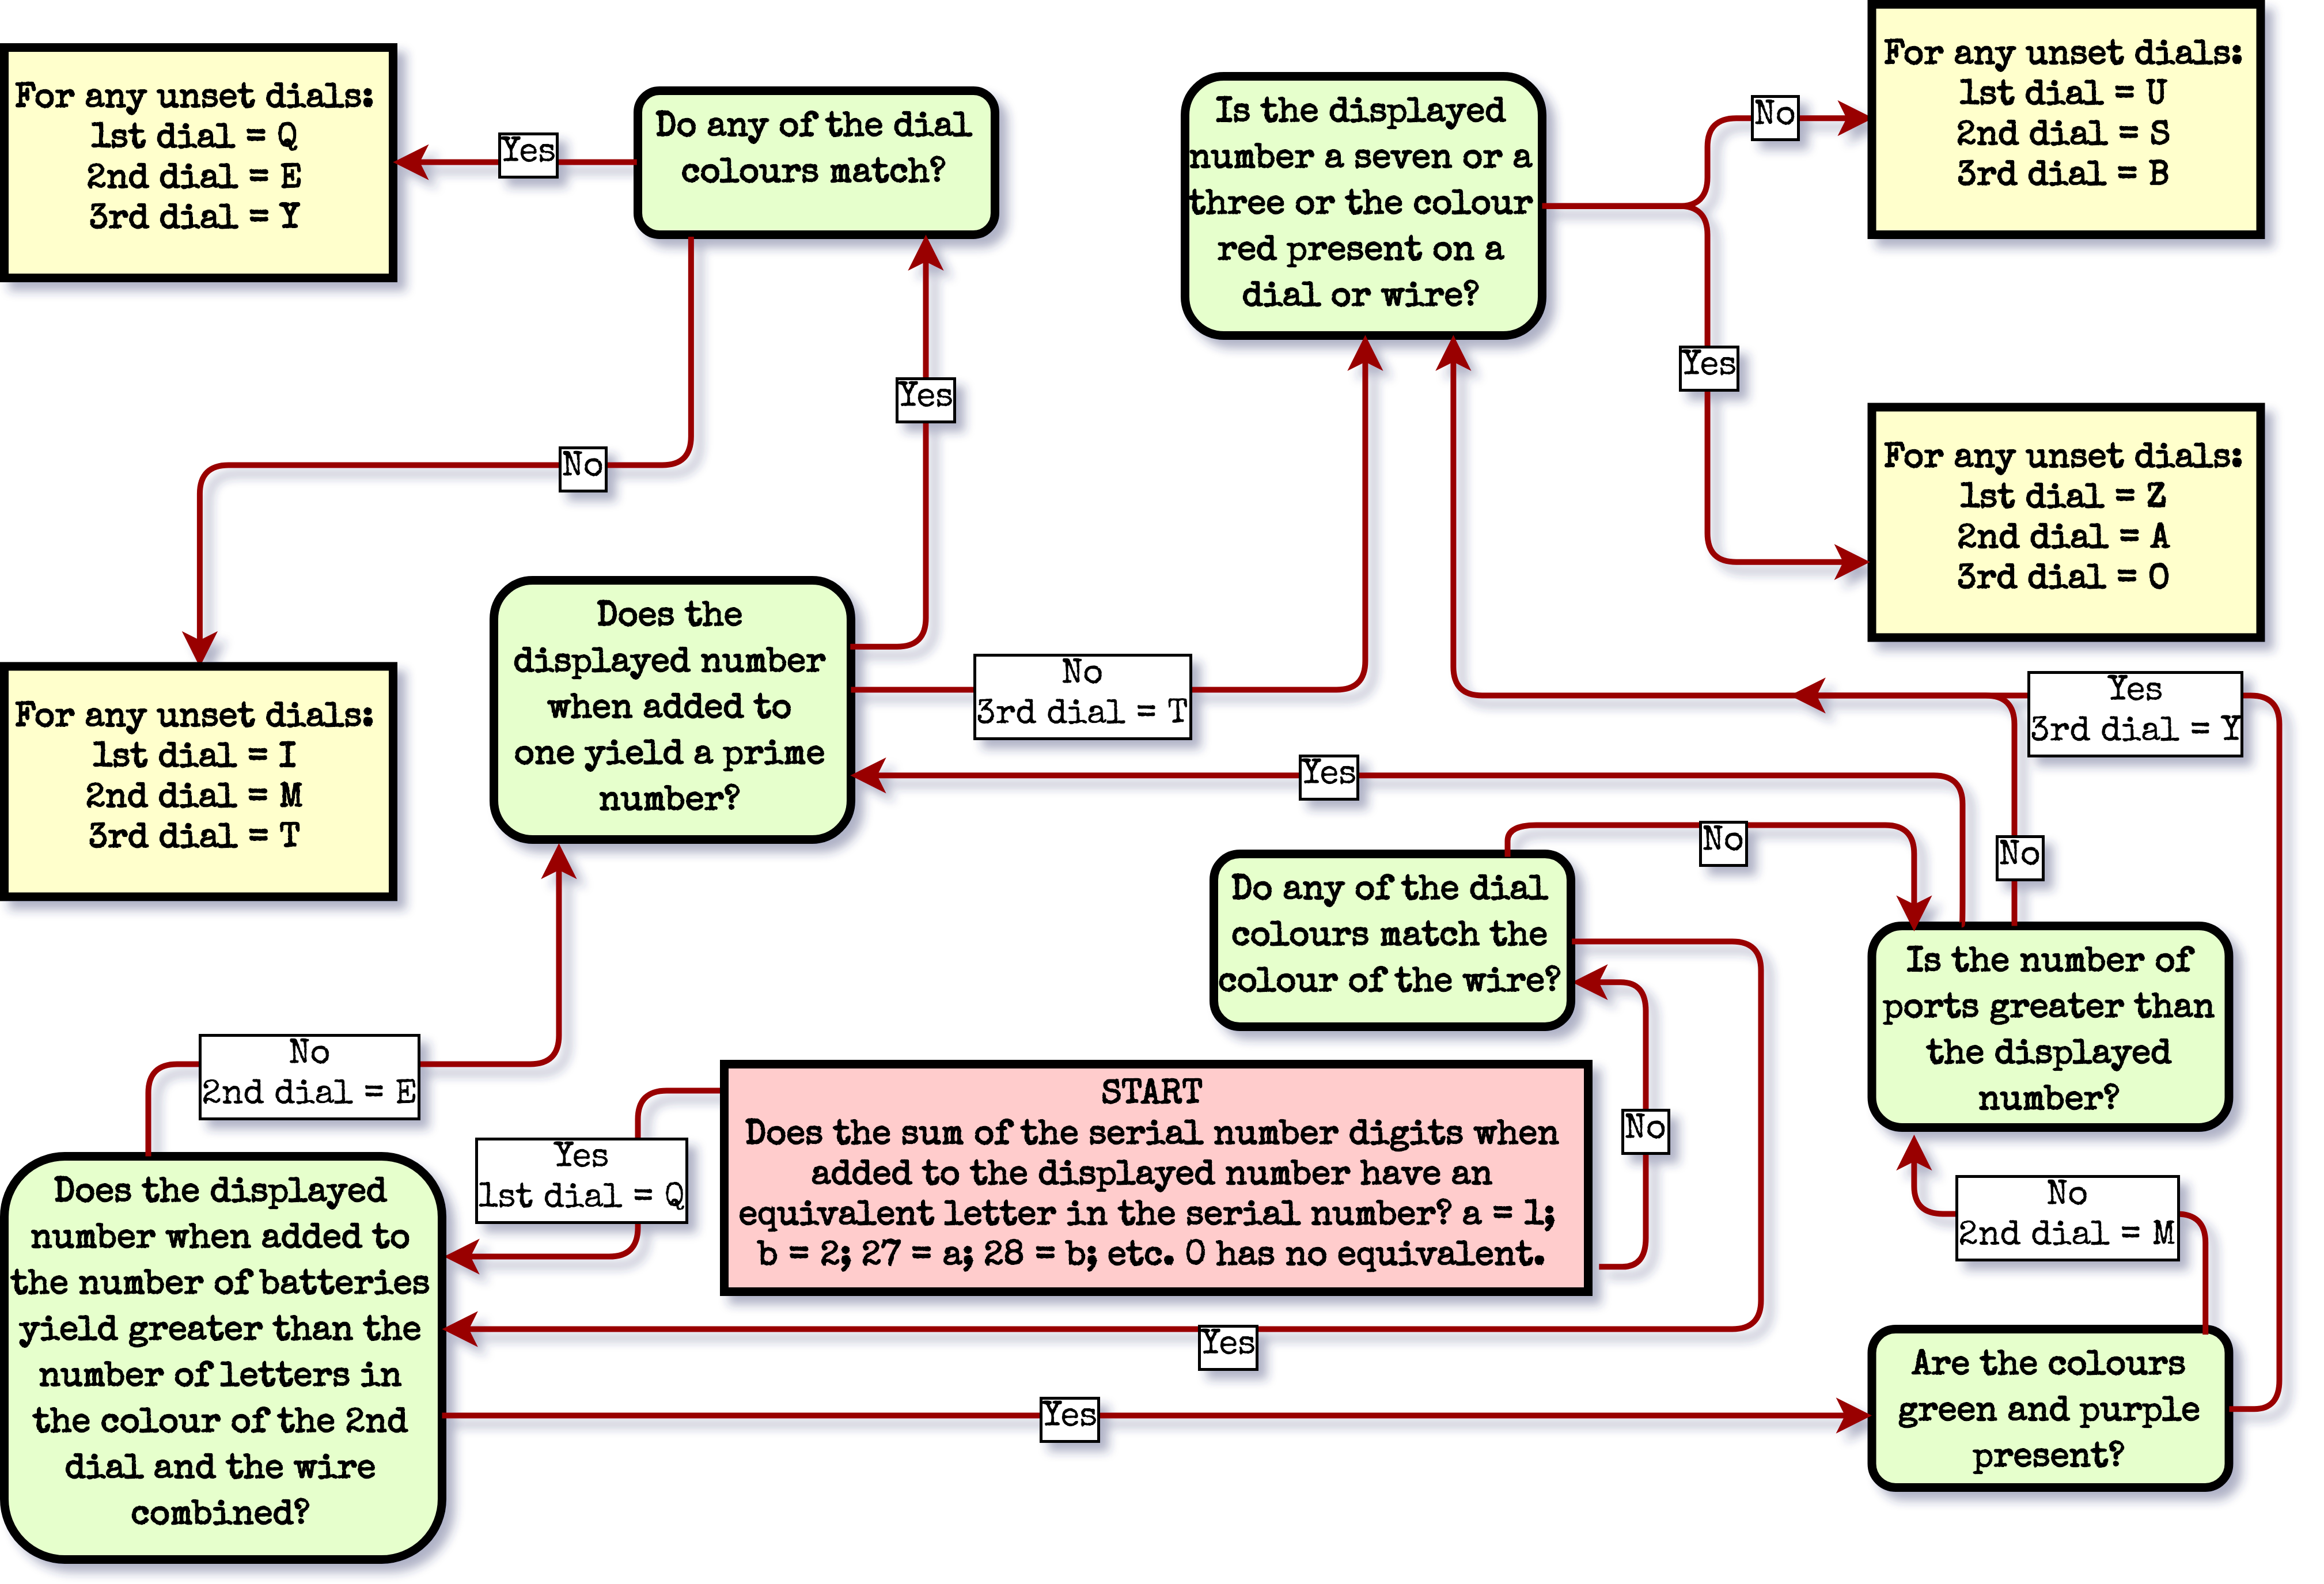 For any unset dials:
1st dial = Q
2nd dial = E
3rd dial = Y
Yes
Do any of the dial
colours match?
Is the displayed
number a seven or a
three or the colour
red present on a
dial or wire?
No
For any unset dials:
1st dial = U
2nd dial = S
3rd dial = B
Yes
Yes
No
For any unset dials:
1st dial = Z
2nd dial = A
3rd dial = O
For any unset dials:
1st dial = I
2nd dial = M
3rd dial = T
Does the
displayed number
when added to
one yield a prime
number?
No
3rd dial = T
Yes
3rd dial = Y
Yes
No
No
Do any of the dial
colours match the
colour of the wire?
Is the number of
ports greater than
the displayed
number?
No
2nd dial = E
START
Does the sum of the serial number digits when
added to the displayed number have an
equivalent letter in the serial number? a = 1;
b = 2; 27 = a; 28 = b; etc. 0 has no equivalent.
No
Yes
1st dial = Q
No
2nd dial = M
Does the displayed
number when added to
the number of batteries
yield greater than the
number of letters in
the colour of the 2nd
dial and the wire
combined?
Yes
Yes
Are the colours
green and purple
present?